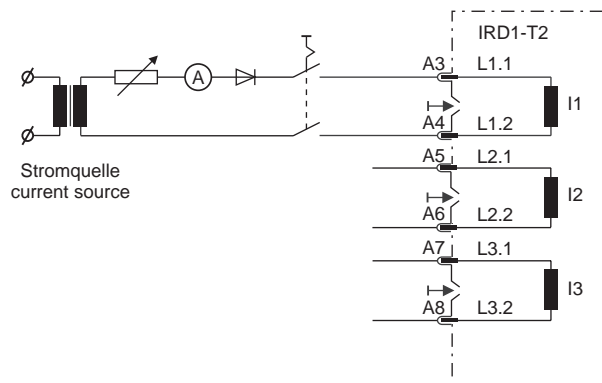 IRD1-T2
A3 L1.1
A
I1
A4 L1.2
Stromquelle
current source
A5 L2.1
I2
A6 L2.2
A7 L3.1
I3
A8 L3.2